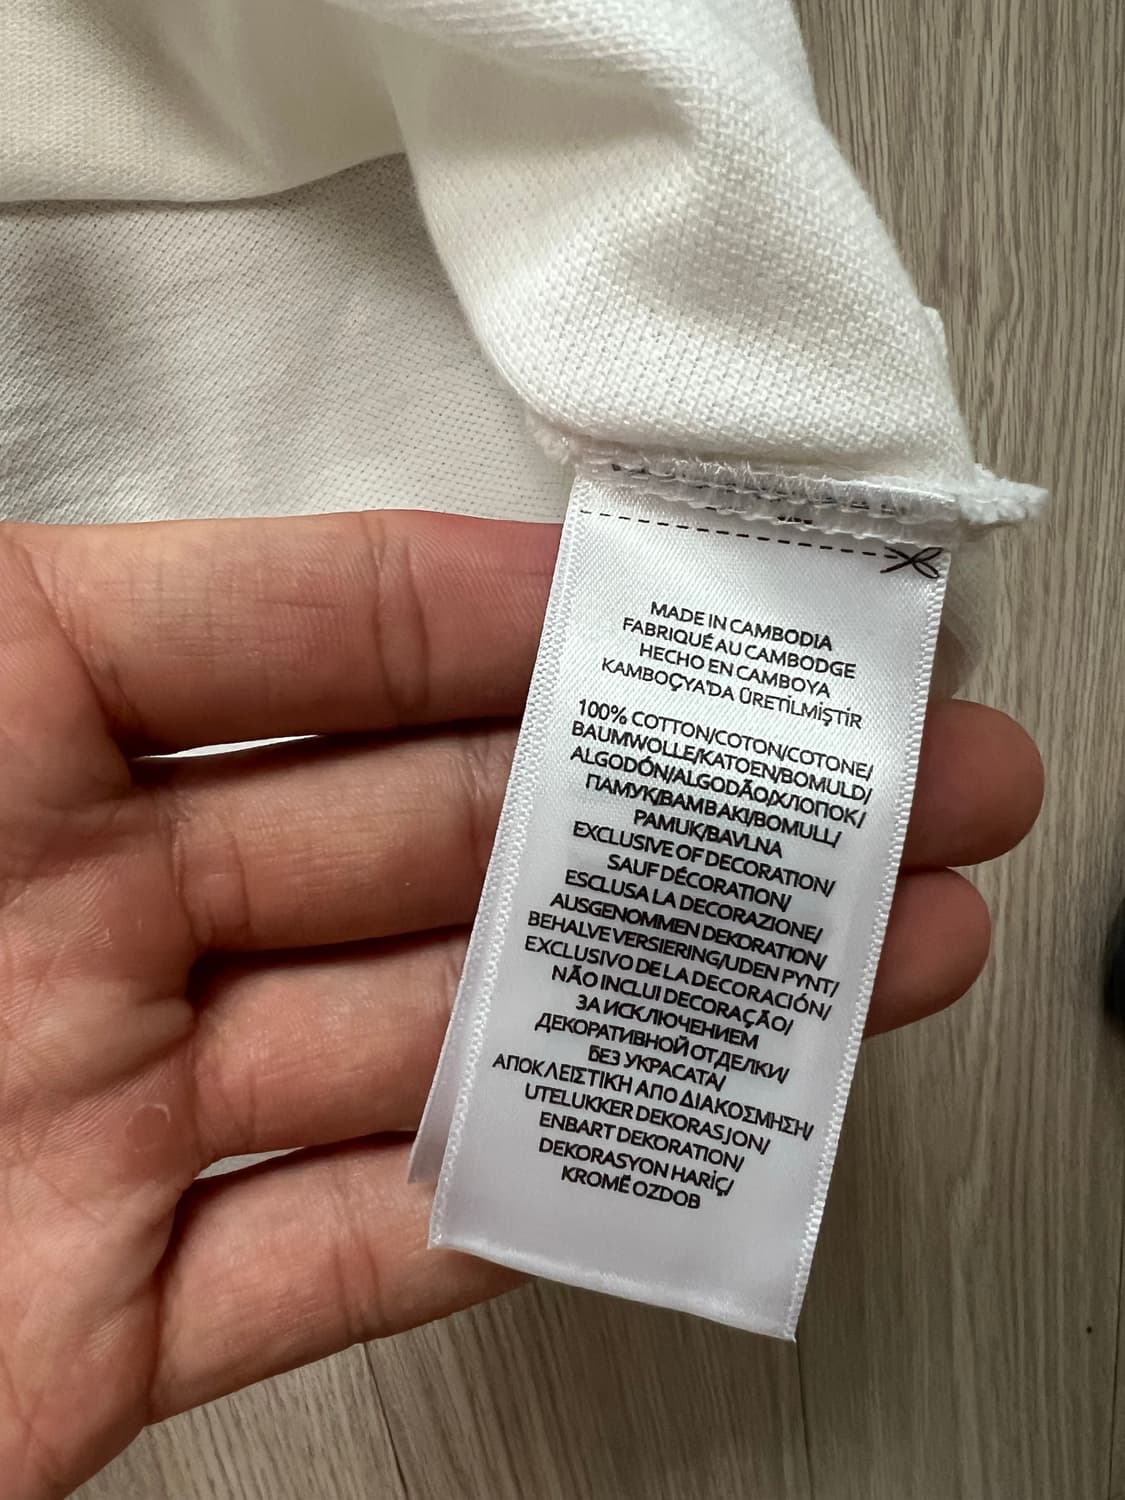 MADE IN CAMBODIA
FABRIQUÉ AU CAMBODGE
HECHO EN CAMBOYA
KAMBOÇYA'DA ÜRETİLMİŞTİR
100% COTTON/COTON/COTONE/
BAUMWOLLE/KATOEN/BOMULD/
ALGODÓN/ALGODÃO/ХЛОПОК/
ПАМУК/ΒΑΜΒΑΚΙ/BOMULL/
PAMUK/BAVLNA
EXCLUSIVE OF DECORATION/
SAUF DÉCORATION/
ESCLUSA LA DECORAZIONE/
AUSGENOMMEN DEKORATION/
BEHALVE VERSIERING/UDEN PYNT/
EXCLUSIVO DE LA DECORACIÓN/
NÃO INCLUI DECORAÇÃO/
ЗА ИСКЛЮЧЕНИЕМ
ДЕКОРАТИВНОЙ ОТДЕЛКИ/
БЕЗ УКРАСАТА/
ΑΠΟΚΛΕΙΣΤΙΚΗ ΑΠΟ ΔΙΑΚΟΣΜΗΣΗ/
UTELUKKER DEKORASJON/
ENBART DEKORATION/
DEKORASYON HARİÇ/
KROMĚ OZDOB